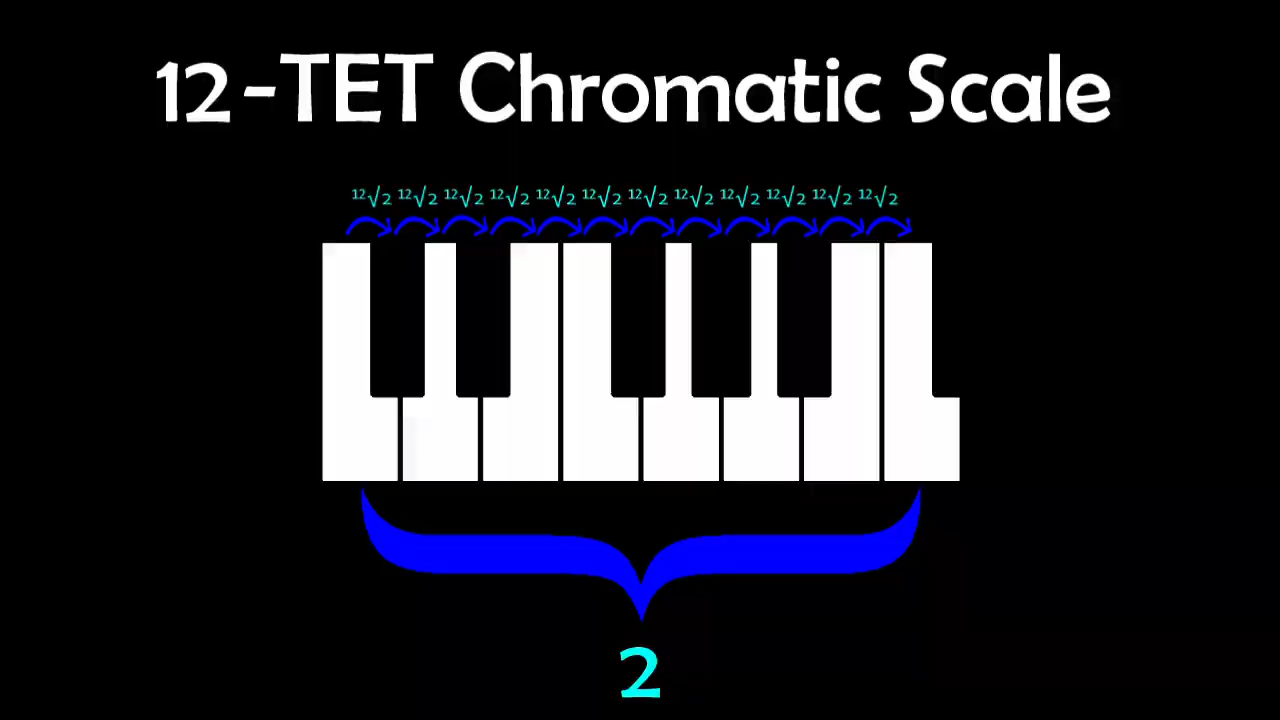 12-TET Chromatic Scale
¹²√2 ¹²√2 ¹²√2 ¹²√2 ¹²√2 ¹²√2 ¹²√2 ¹²√2 ¹²√2 ¹²√2 ¹²√2 ¹²√2
2